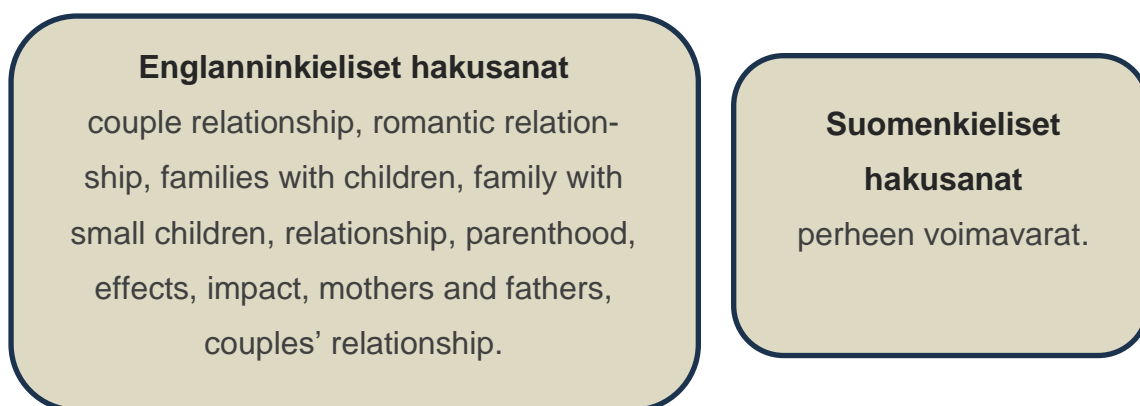 Englanninkieliset hakusanat
couple relationship, romantic relation-
ship, families with children, family with
small children, relationship, parenthood,
effects, impact, mothers and fathers,
couples’ relationship.
Suomenkieliset
hakusanat
perheen voimavarat.